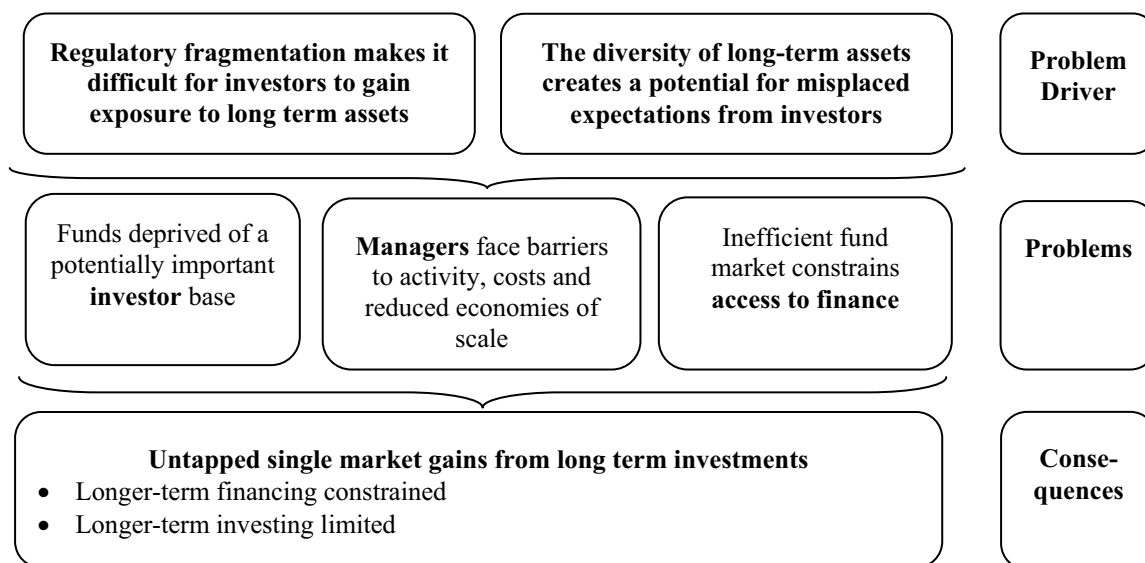 Regulatory fragmentation makes it
difficult for investors to gain
exposure to long term assets
The diversity of long-term assets
creates a potential for misplaced
expectations from investors
Problem
Driver
Funds deprived of a
potentially important
investor base
Managers face barriers
to activity, costs and
reduced economies of
scale
Inefficient fund
market constrains
access to finance
Problems
Untapped single market gains from long term investments
• Longer-term financing constrained
• Longer-term investing limited
Conse-
quences